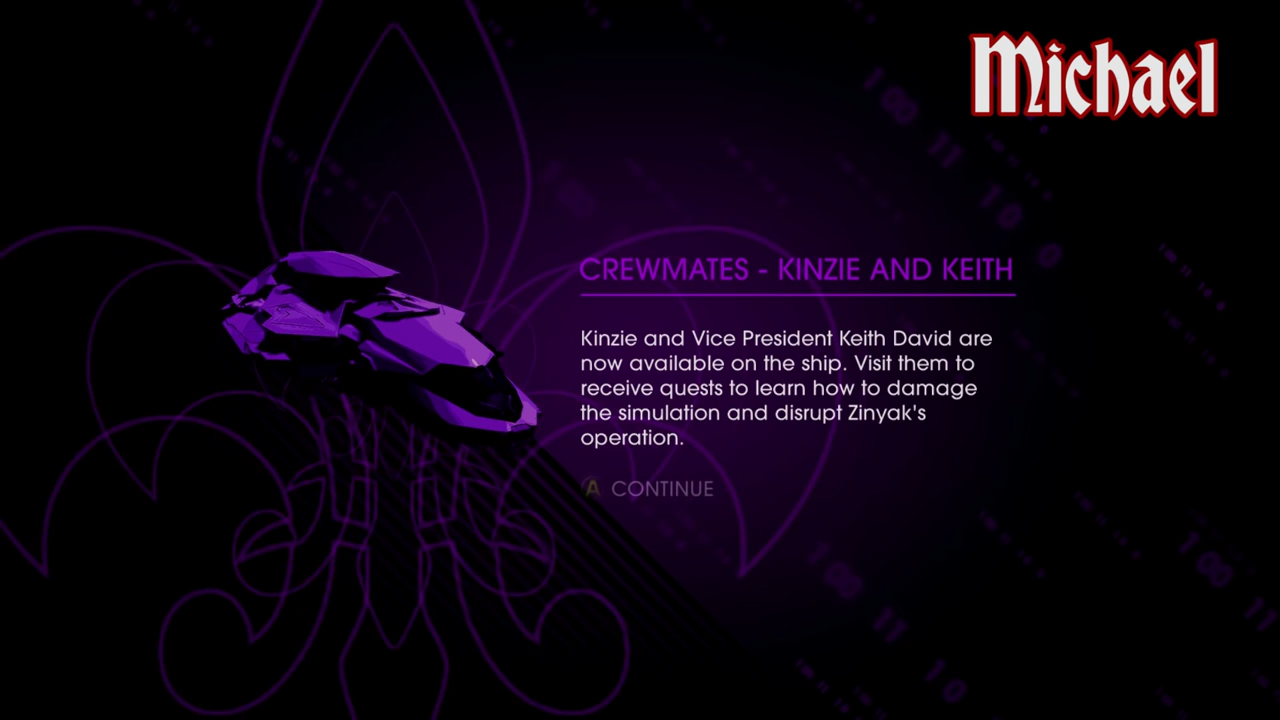 Michael
CREWMATES - KINZIE AND KEITH
Kinzie and Vice President Keith David are
now available on the ship. Visit them to
receive quests to learn how to damage
the simulation and disrupt Zinyak's
operation.
A CONTINUE